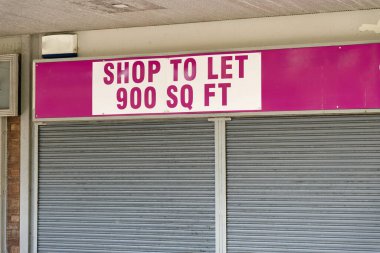 SHOP TO LET
900 SQ FT